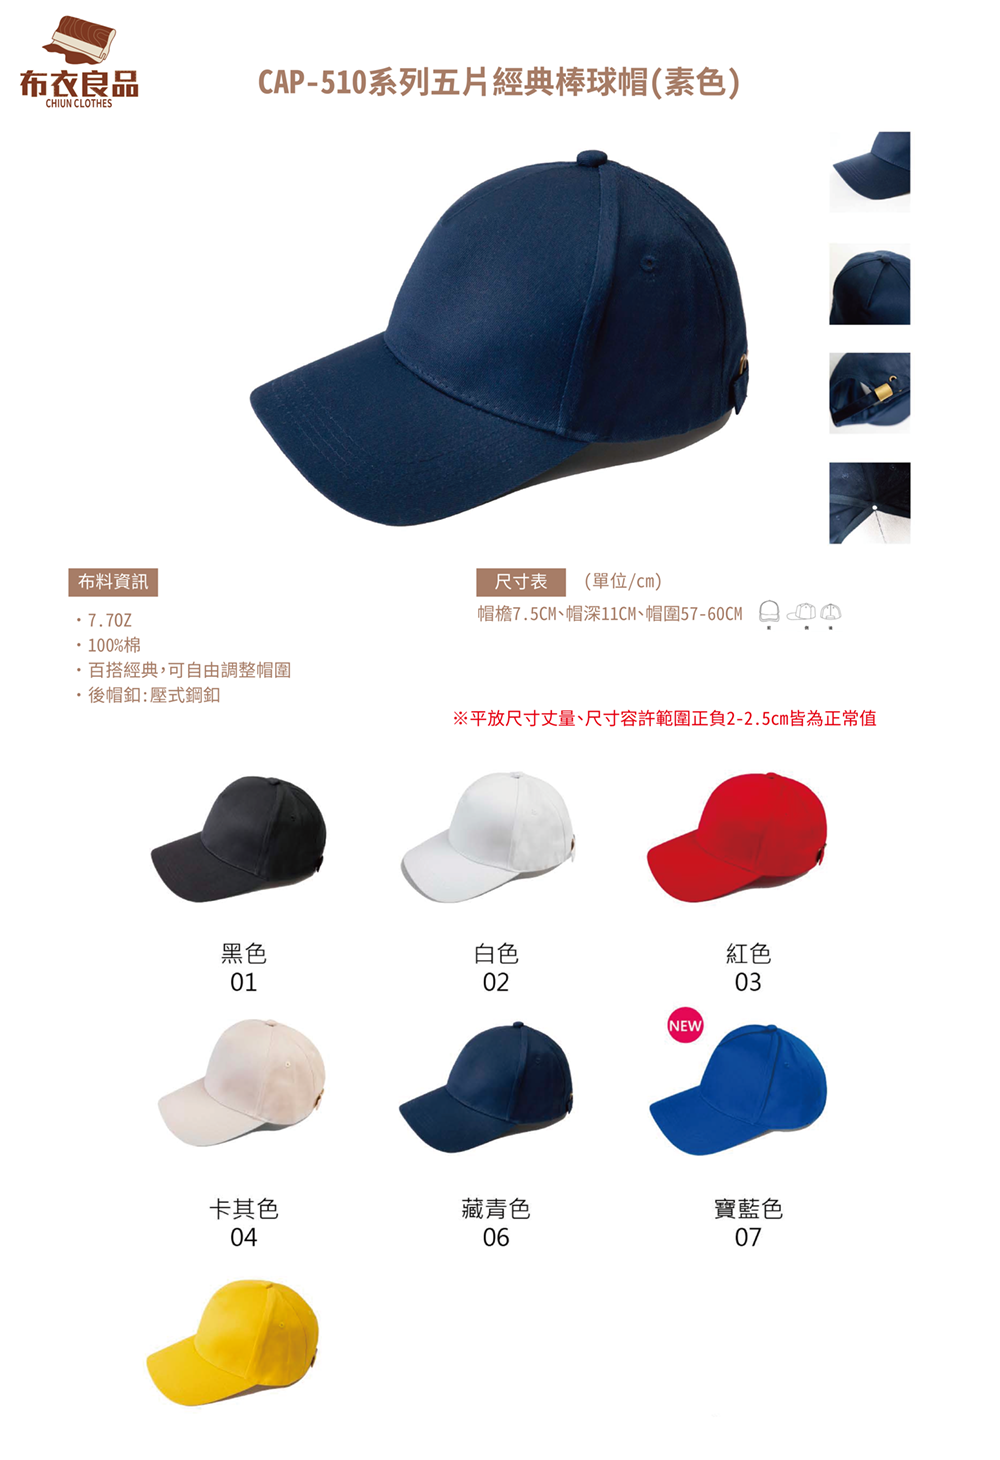 布衣良品
CHIUN CLOTHES
CAP-510系列五片經典棒球帽(素色)
布料資訊
・7.7OZ
・100%棉
・百搭經典，可自由調整帽圍
・後帽釦:壓式鋼釦
尺寸表 (單位/cm)
帽檐7.5CM、帽深11CM、帽圍57-60CM
※平放尺寸丈量、尺寸容許範圍正負2-2.5cm皆為正常值
黑色 白色 紅色
01 02 03
NEW
卡其色 藏青色 寶藍色
04 06 07